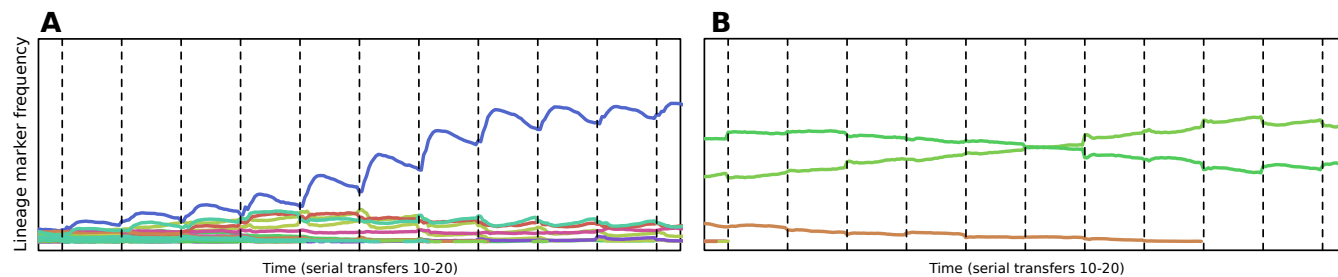 A
B
Lineage marker frequency
Time (serial transfers 10-20)
Time (serial transfers 10-20)